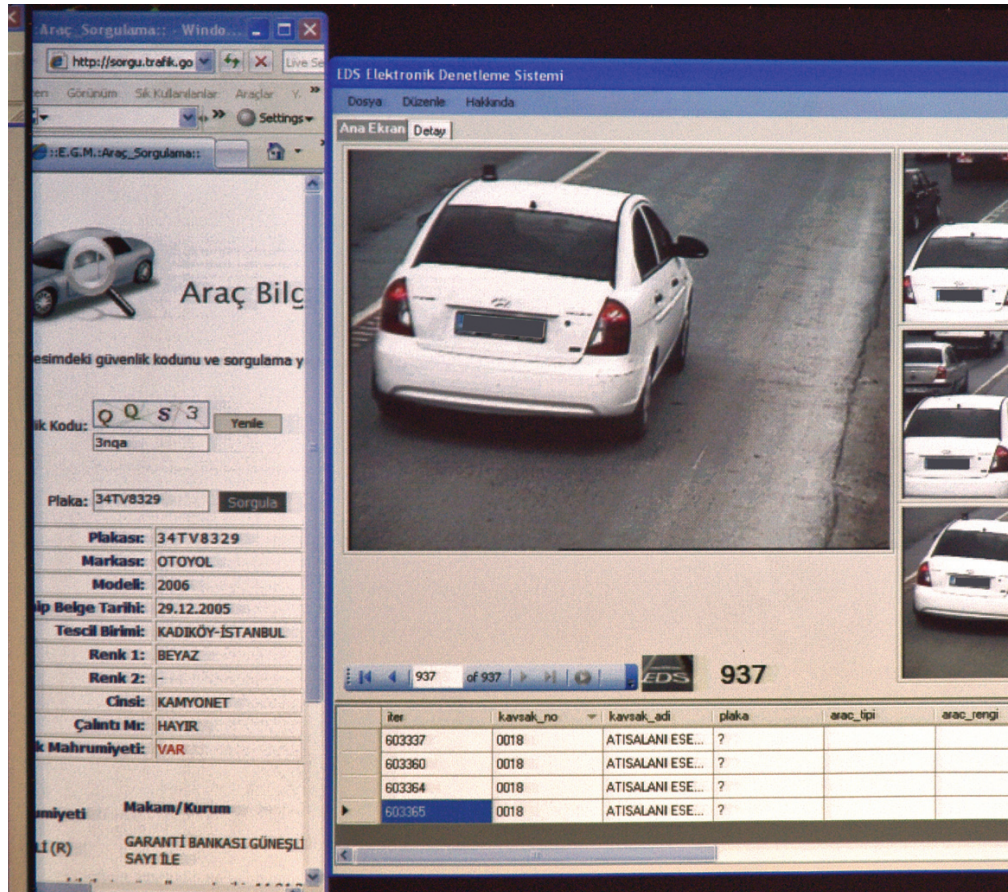 Araç_Sorgulama:: - Windo...
http://sorgu.trafik.go
Live Se
Görünüm Sık Kullanılanlar Araçlar Y.
Settings
::E.G.M.:Araç_Sorgulama::
Araç Bilg
esimdeki güvenlik kodunu ve sorgulama y
ik Kodu: Q Q S 3 Yenile
3nqa
Plaka: 34TV8329 Sorgula
Plakası: 34TV8329
Markası: OTOYOL
Modeli: 2006
ip Belge Tarihi: 29.12.2005
Tescil Birimi: KADIKÖY-İSTANBUL
Renk 1: BEYAZ
Renk 2: -
Cinsi: KAMYONET
Çalıntı Mı: HAYIR
k Mahrumiyeti: VAR
umiyeti Makam/Kurum
Lİ (R) GARANTİ BANKASI GÜNEŞLİ
SAYI İLE
EDS Elektronik Denetleme Sistemi
Dosya Düzenle Hakkında
Ana Ekran Detay
937 of 937 EDS 937
iter kavsak_no kavsak_adi plaka arac_tipi arac_rengi
603337 0018 ATISALANI ESE... ?
603360 0018 ATISALANI ESE... ?
603364 0018 ATISALANI ESE... ?
603365 0018 ATISALANI ESE... ?